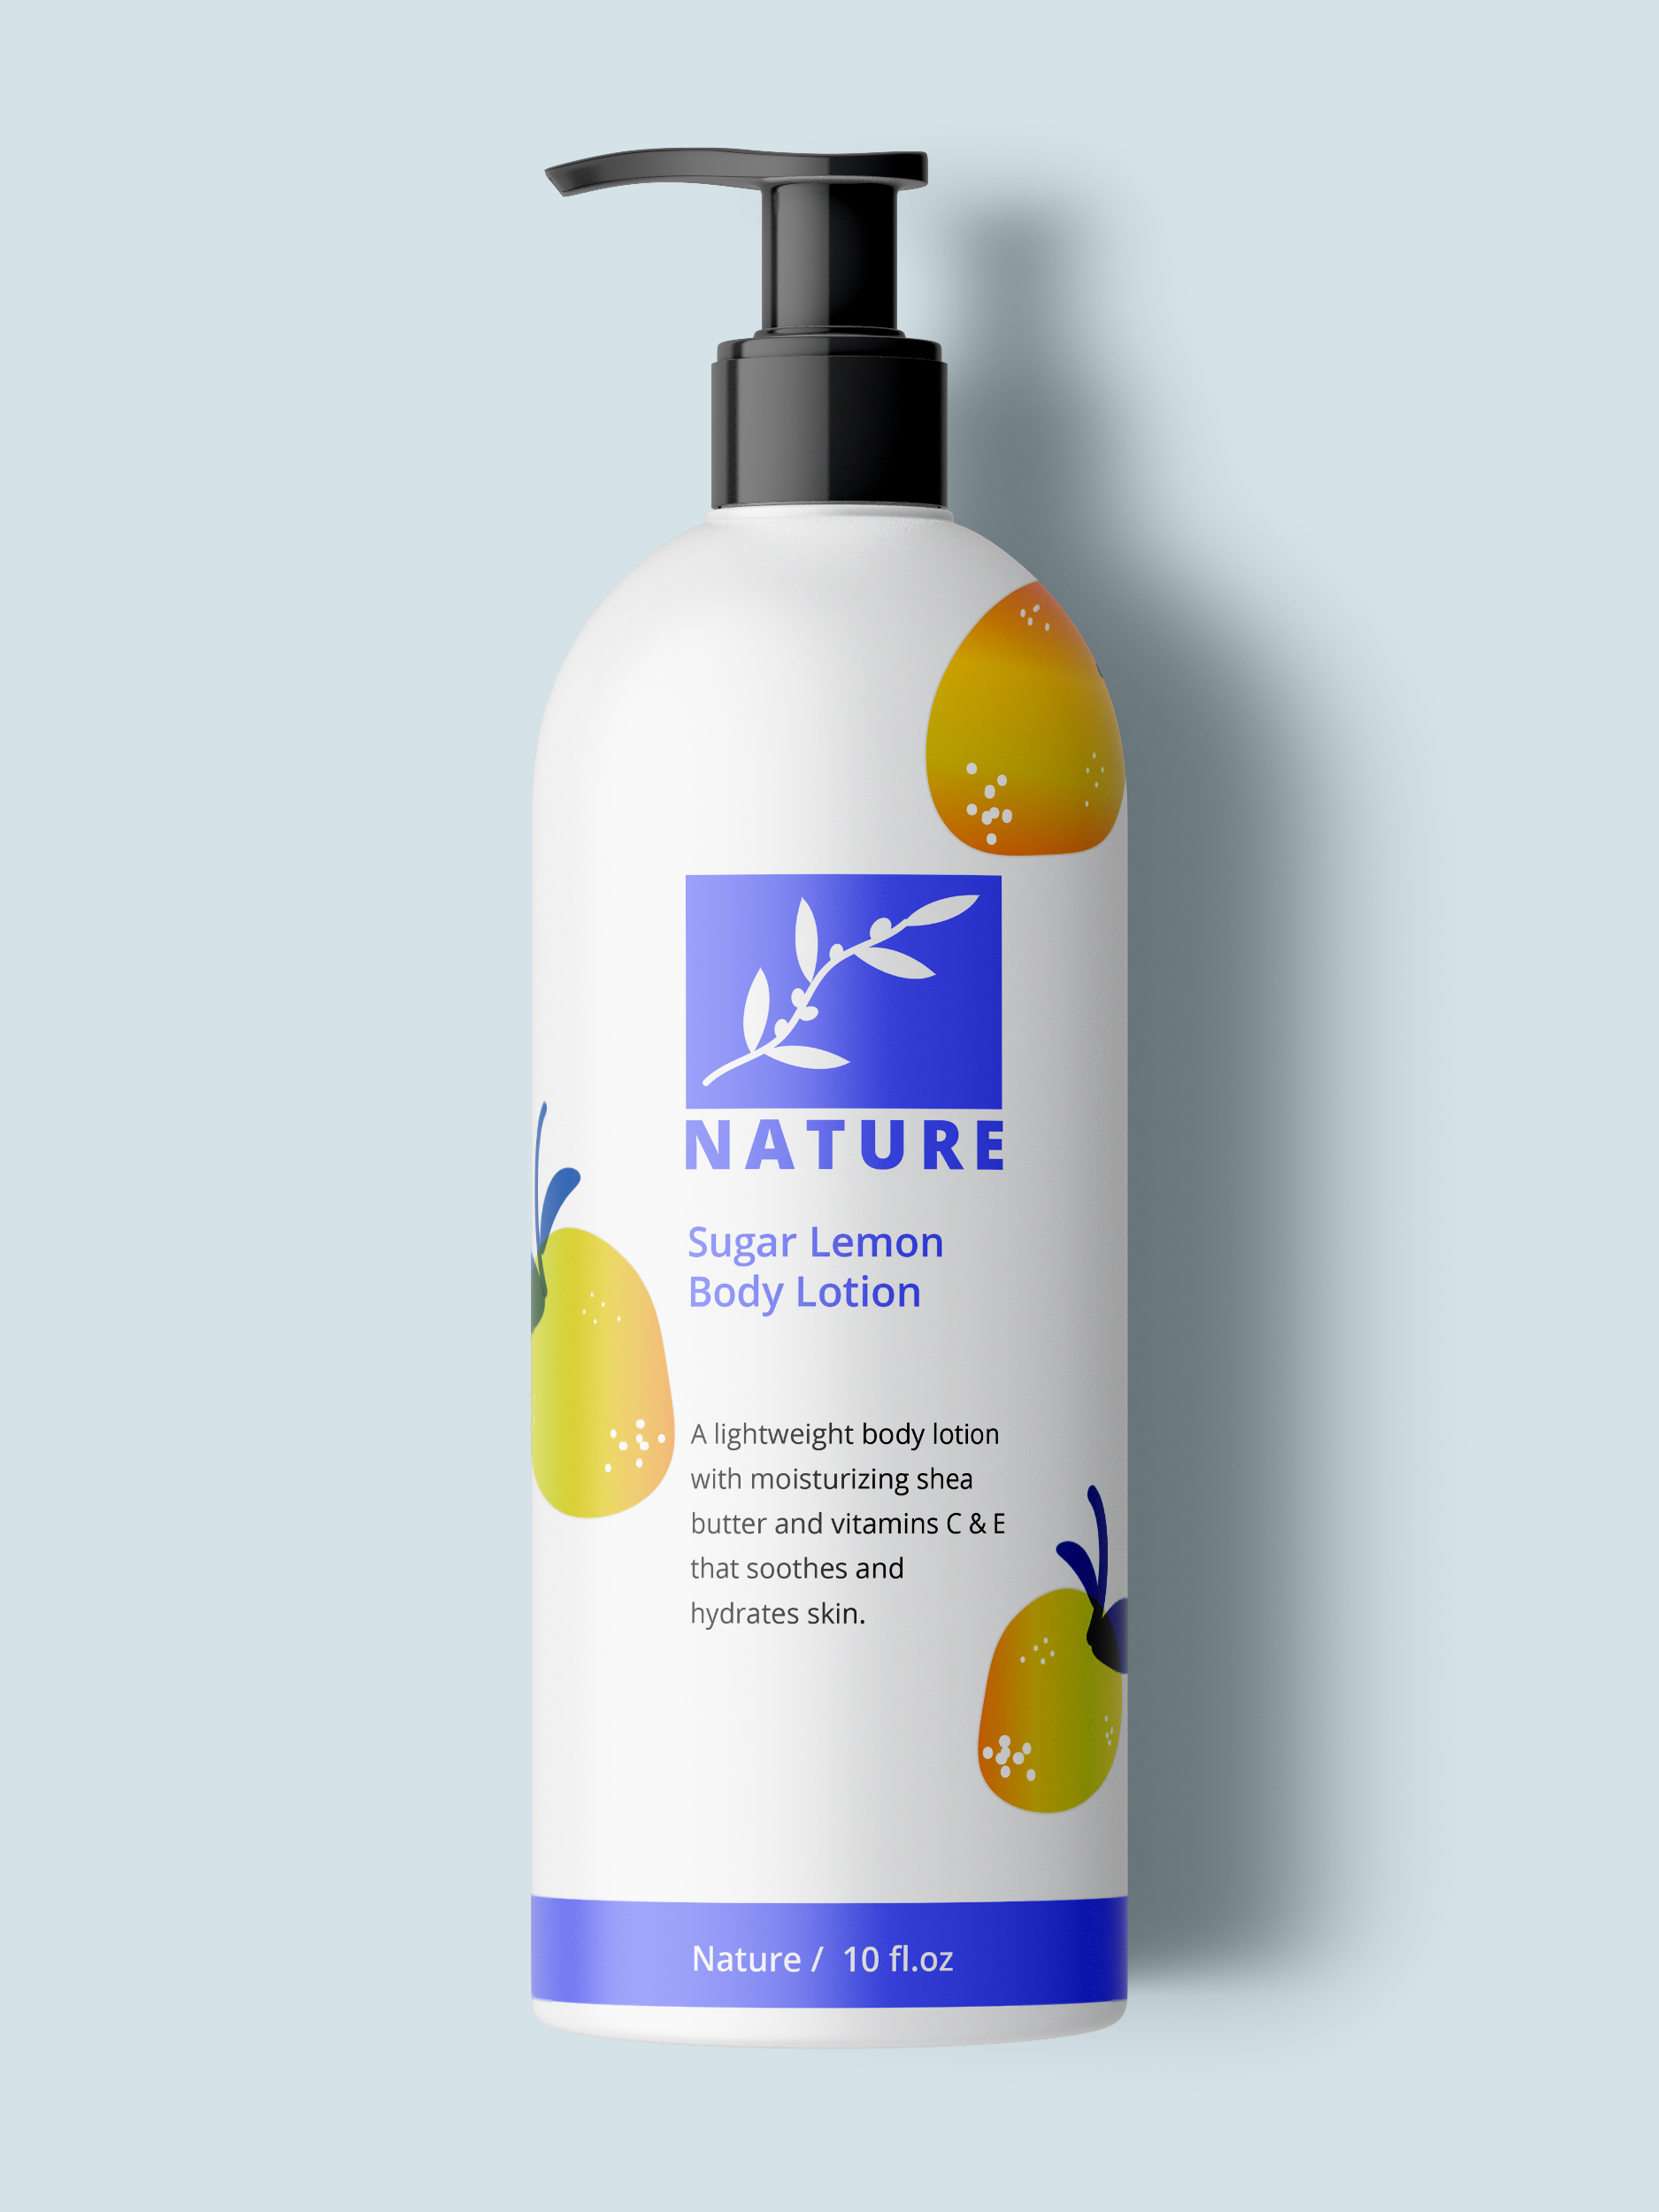 NATURE
Sugar Lemon
Body Lotion
A lightweight body lotion
with moisturizing shea
butter and vitamins C & E
that soothes and
hydrates skin.
Nature / 10 fl.oz